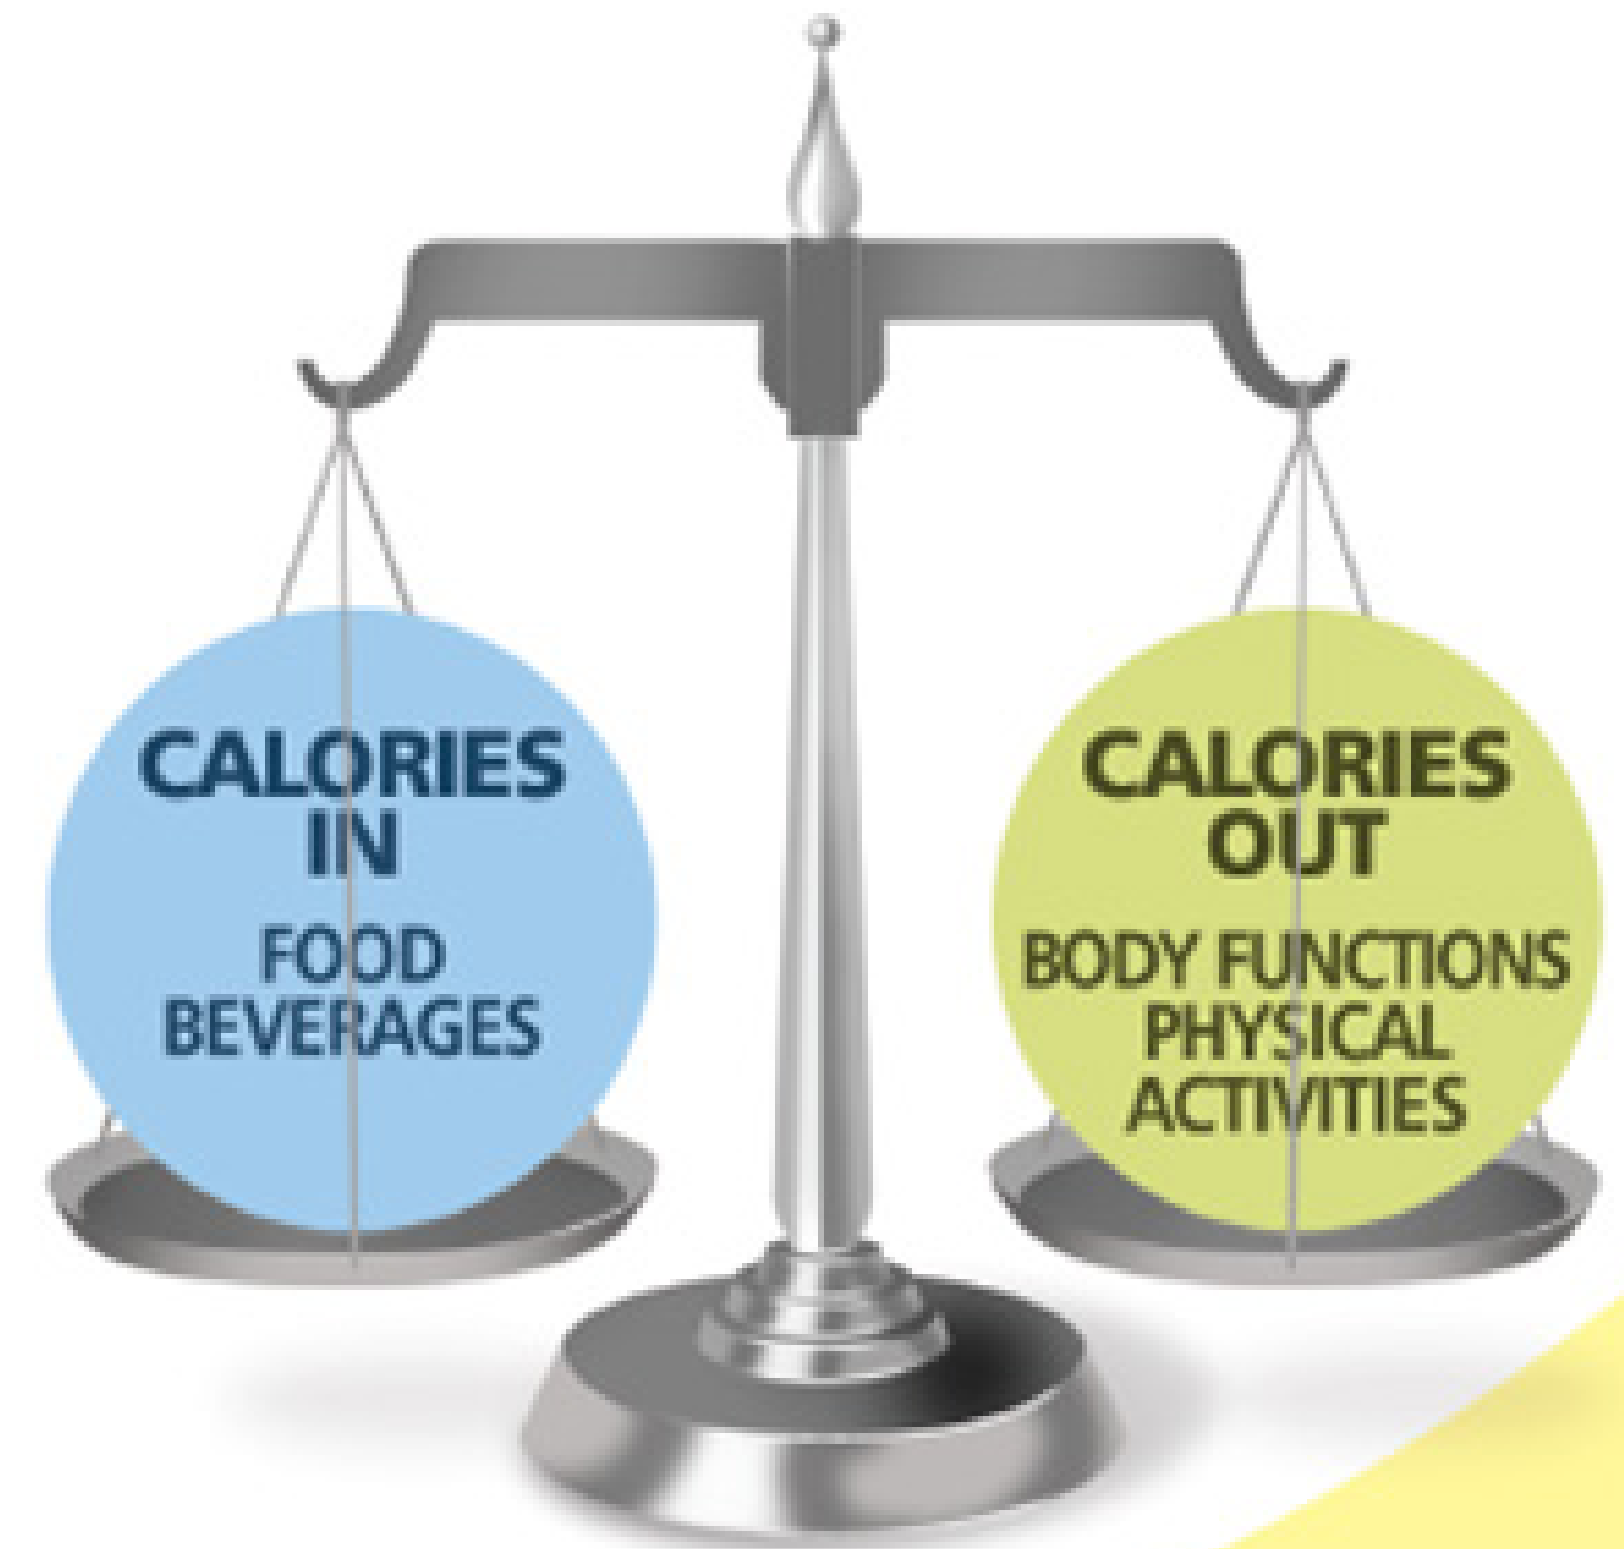 CALORIES
IN
FOOD
BEVERAGES
CALORIES
OUT
BODY FUNCTIONS
PHYSICAL
ACTIVITIES